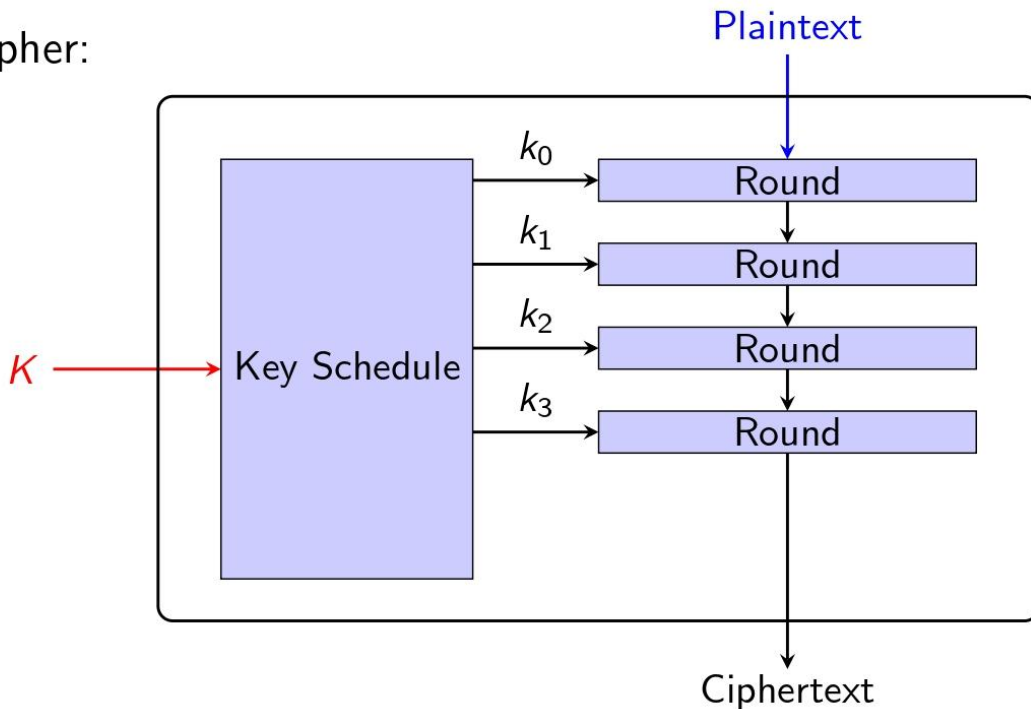 pher:
Plaintext
k0
Round
k1
Round
k2
Round
K
Key Schedule
k3
Round
Ciphertext